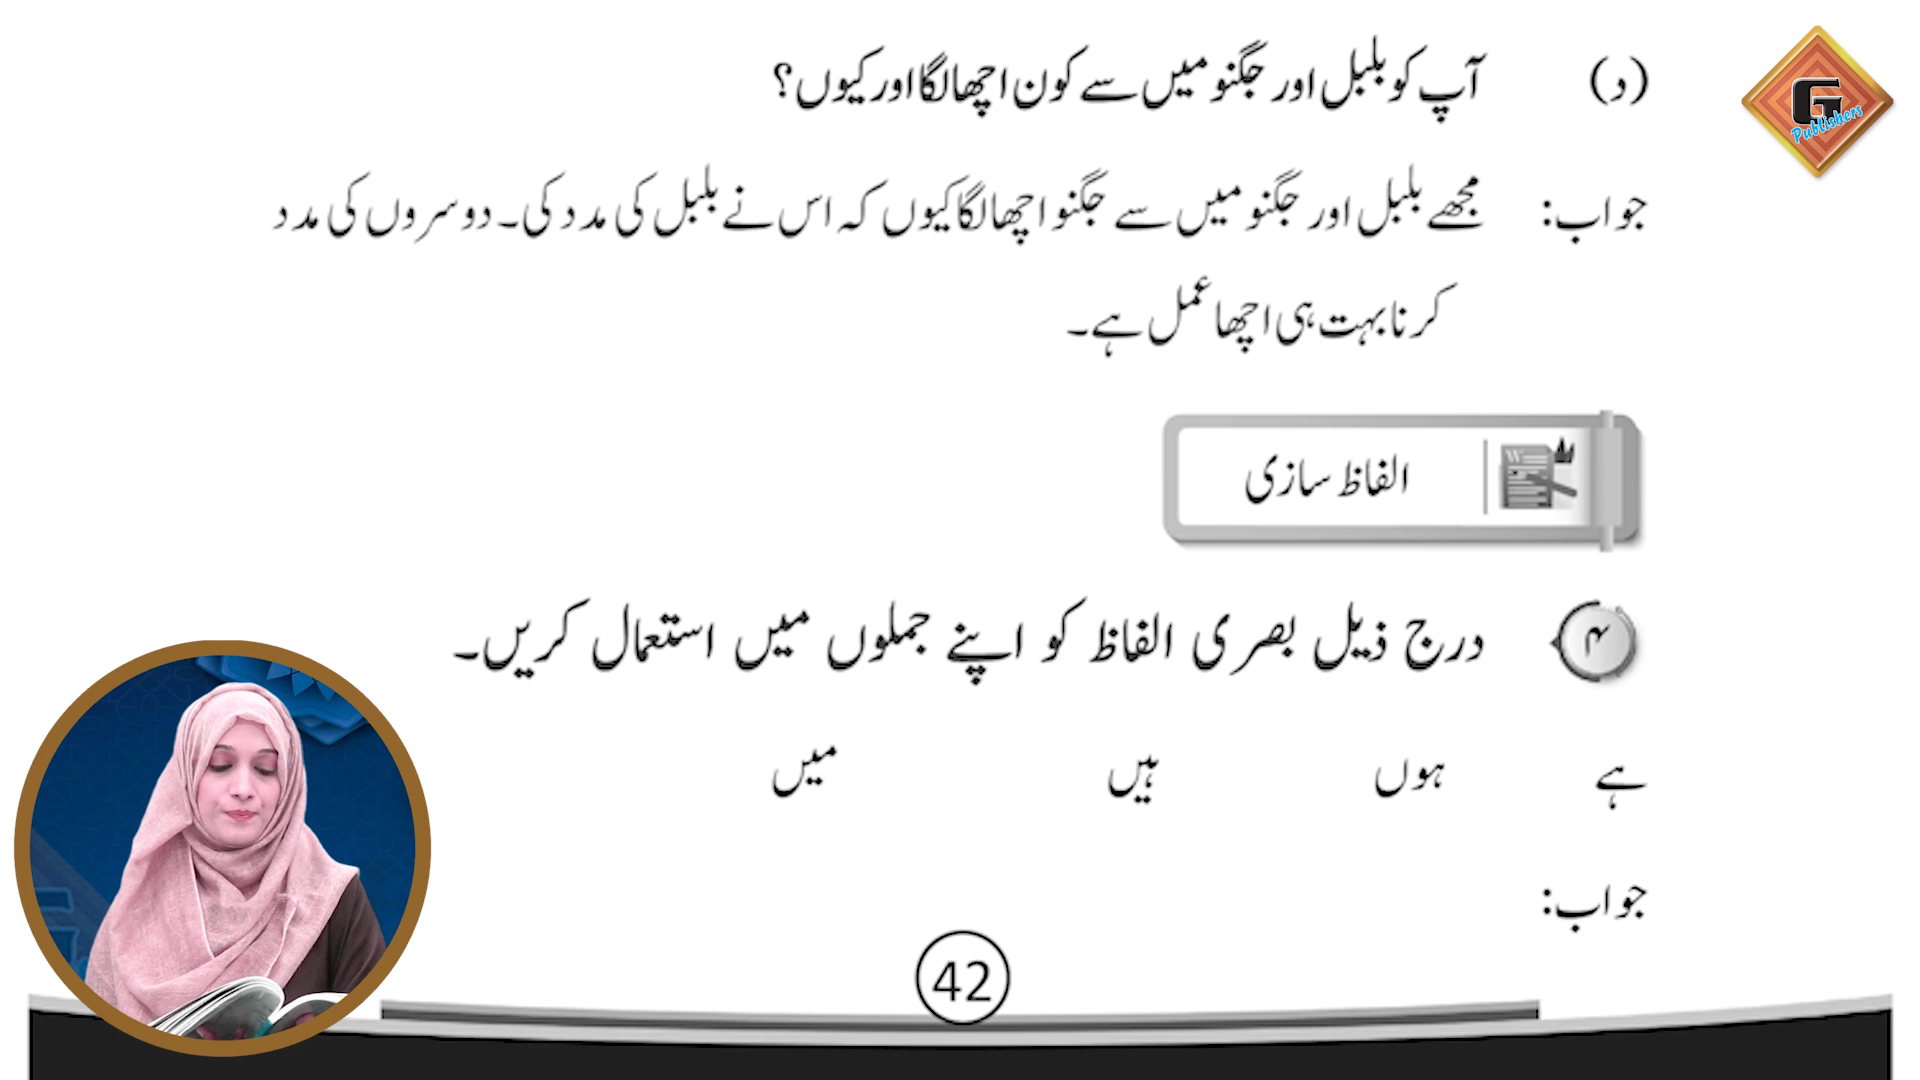 (د) آپ کو بلبل اور جگنو میں سے کون اچھا لگا اور کیوں؟
G Publishers
جواب: مجھے بلبل اور جگنو میں سے جگنو اچھا لگا کیوں کہ اس نے بلبل کی مدد کی۔ دوسروں کی مدد
کرنا بہت ہی اچھا عمل ہے۔
الفاظ سازی
W
۴ درج ذیل بصری الفاظ کو اپنے جملوں میں استعمال کریں۔
ہے ہوں ہیں میں
جواب:
42